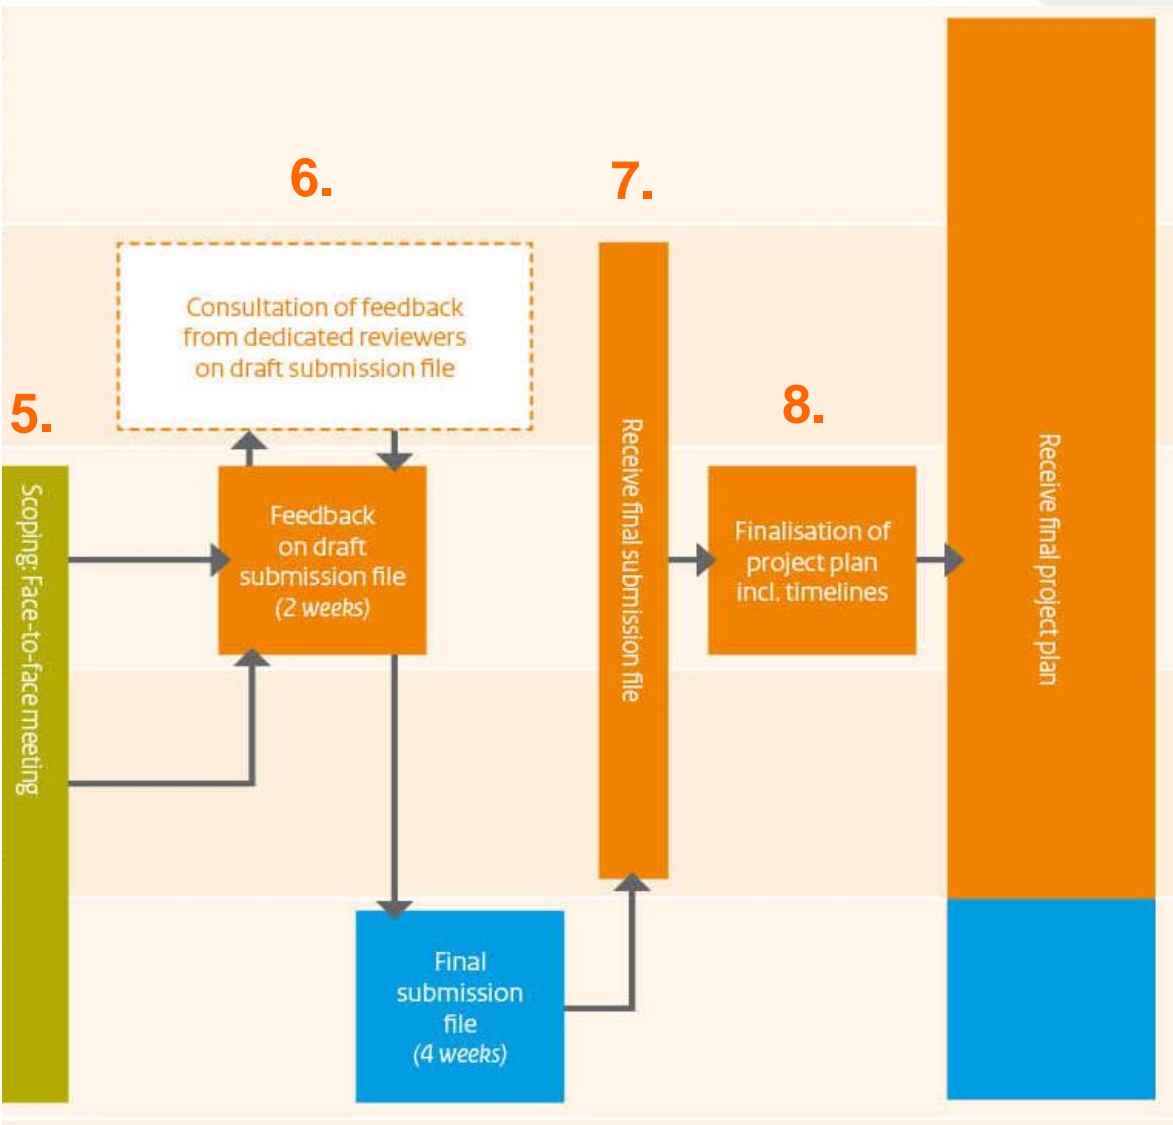 5.
Scoping: Face-to-face meeting
6.
Consultation of feedback
from dedicated reviewers
on draft submission file
Feedback
on draft
submission file
(2 weeks)
Final
submission
file
(4 weeks)
7.
Receive final submission file
8.
Finalisation of
project plan
incl. timelines
Receive final project plan